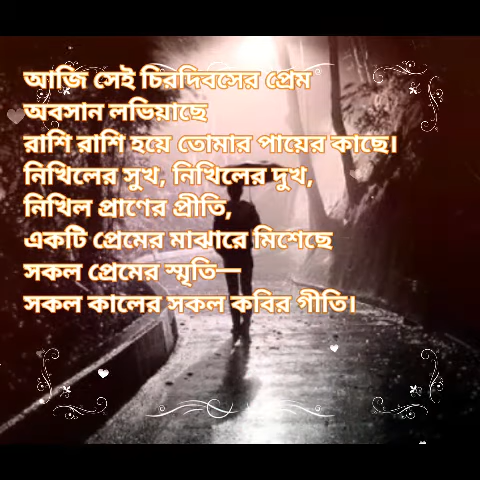 আজি সেই চিরদিবসের প্রেম
অবসান লভিয়াছে
রাশি রাশি হয়ে তোমার পায়ের কাছে।
নিখিলের সুখ, নিখিলের দুখ,
নিখিল প্রাণের প্রীতি,
একটি প্রেমের মাঝারে মিশেছে
সকল প্রেমের স্মৃতি—
সকল কালের সকল কবির গীতি।